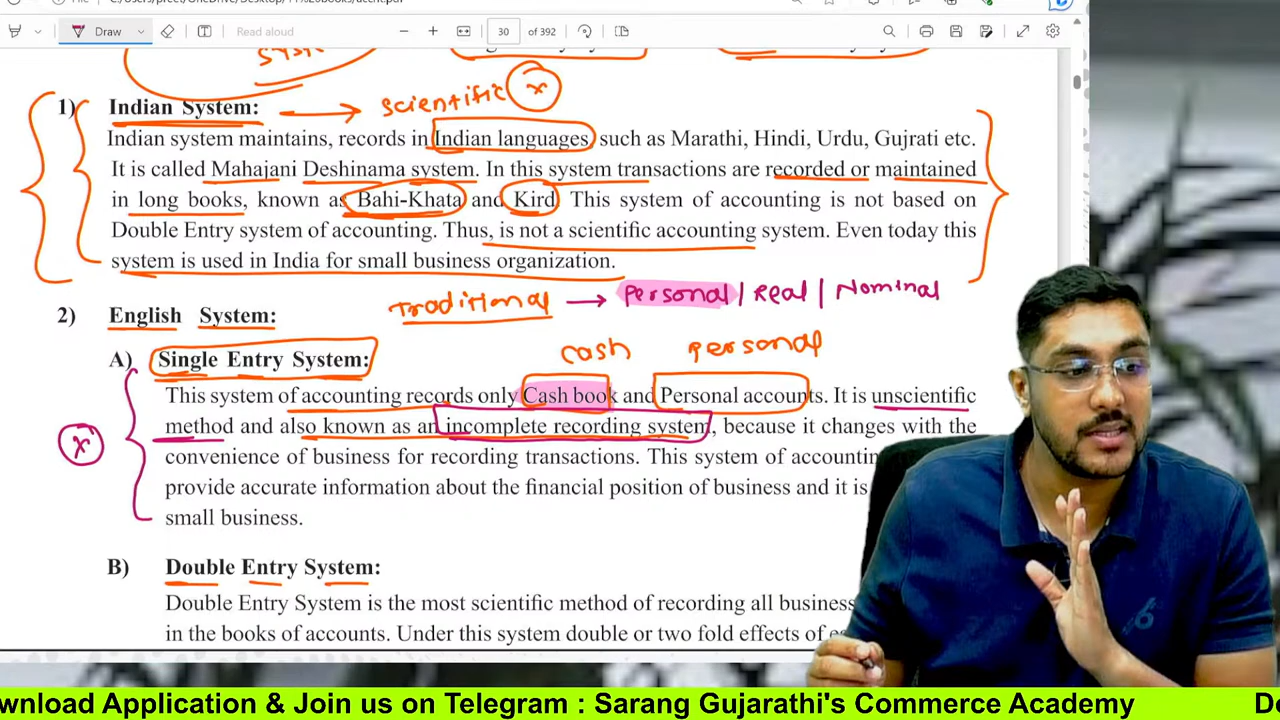 Draw
Read aloud
30 of 392
1) Indian System: → scientific x
Indian system maintains, records in Indian languages, such as Marathi, Hindi, Urdu, Gujrati etc.
It is called Mahajani Deshinama system. In this system transactions are recorded or maintained
in long books, known as Bahi-Khata and Kird This system of accounting is not based on
Double Entry system of accounting. Thus, is not a scientific accounting system. Even today this
system is used in India for small business organization.
Traditional → Personal | Real | Nominal
2) English System:
cash personal
A) Single Entry System:
This system of accounting records only Cash book and Personal accounts. It is unscientific
x
method and also known as an incomplete recording system, because it changes with the
convenience of business for recording transactions. This system of accountin
provide accurate information about the financial position of business and it is
small business.
B) Double Entry System:
Double Entry System is the most scientific method of recording all business
in the books of accounts. Under this system double or two fold effects of
wnload Application & Join us on Telegram : Sarang Gujarathi's Commerce Academy Do